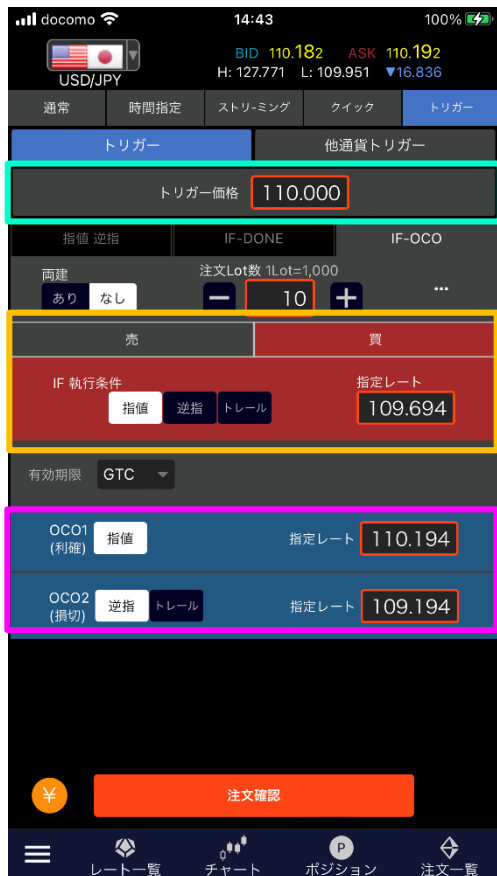 docomo 14:43 100%
USD/JPY
BID 110.182 ASK 110.192
H: 127.771 L: 109.951 ▼16.836
通常 時間指定 ストリーミング クイック トリガー
トリガー 他通貨トリガー
トリガー価格 110.000
指値 逆指 IF-DONE IF-OCO
両建 注文Lot数 1Lot=1,000
あり なし − 10 + ...
売 買
IF 執行条件 指定レート
指値 逆指 トレール 109.694
有効期限 GTC
OCO1 指値 指定レート 110.194
(利確)
OCO2 逆指 トレール 指定レート 109.194
(損切)
¥ 注文確認
P
レート一覧 チャート ポジション 注文一覧